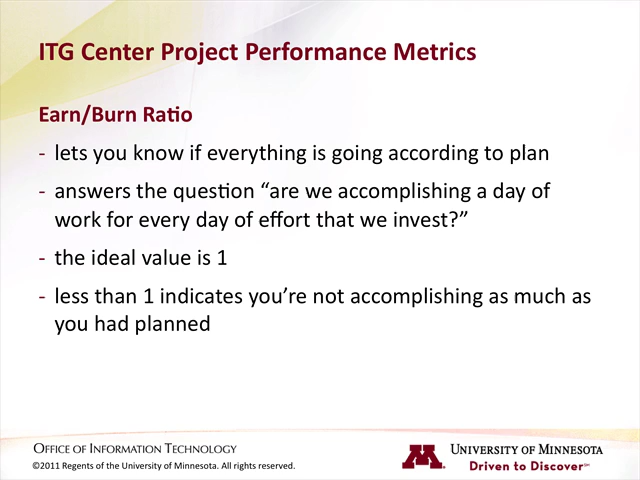 ITG Center Project Performance Metrics
Earn/Burn Ratio
- lets you know if everything is going according to plan
- answers the question “are we accomplishing a day of
work for every day of effort that we invest?”
- the ideal value is 1
- less than 1 indicates you’re not accomplishing as much as
you had planned
OFFICE OF INFORMATION TECHNOLOGY
©2011 Regents of the University of Minnesota. All rights reserved.
M
UNIVERSITY OF MINNESOTA
Driven to Discover℠